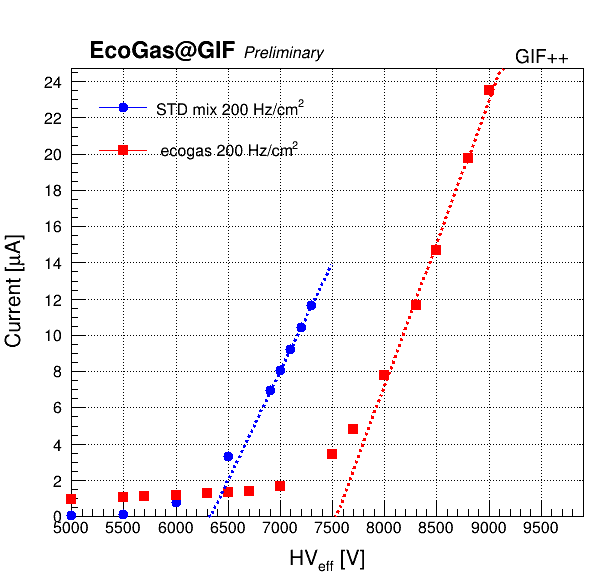 EcoGas@GIF Preliminary GIF++
STD mix 200 Hz/cm²
ecogas 200 Hz/cm²
Current [μA]
24
22
20
18
16
14
12
10
8
6
4
2
0
5000 5500 6000 6500 7000 7500 8000 8500 9000 9500
HV_eff [V]